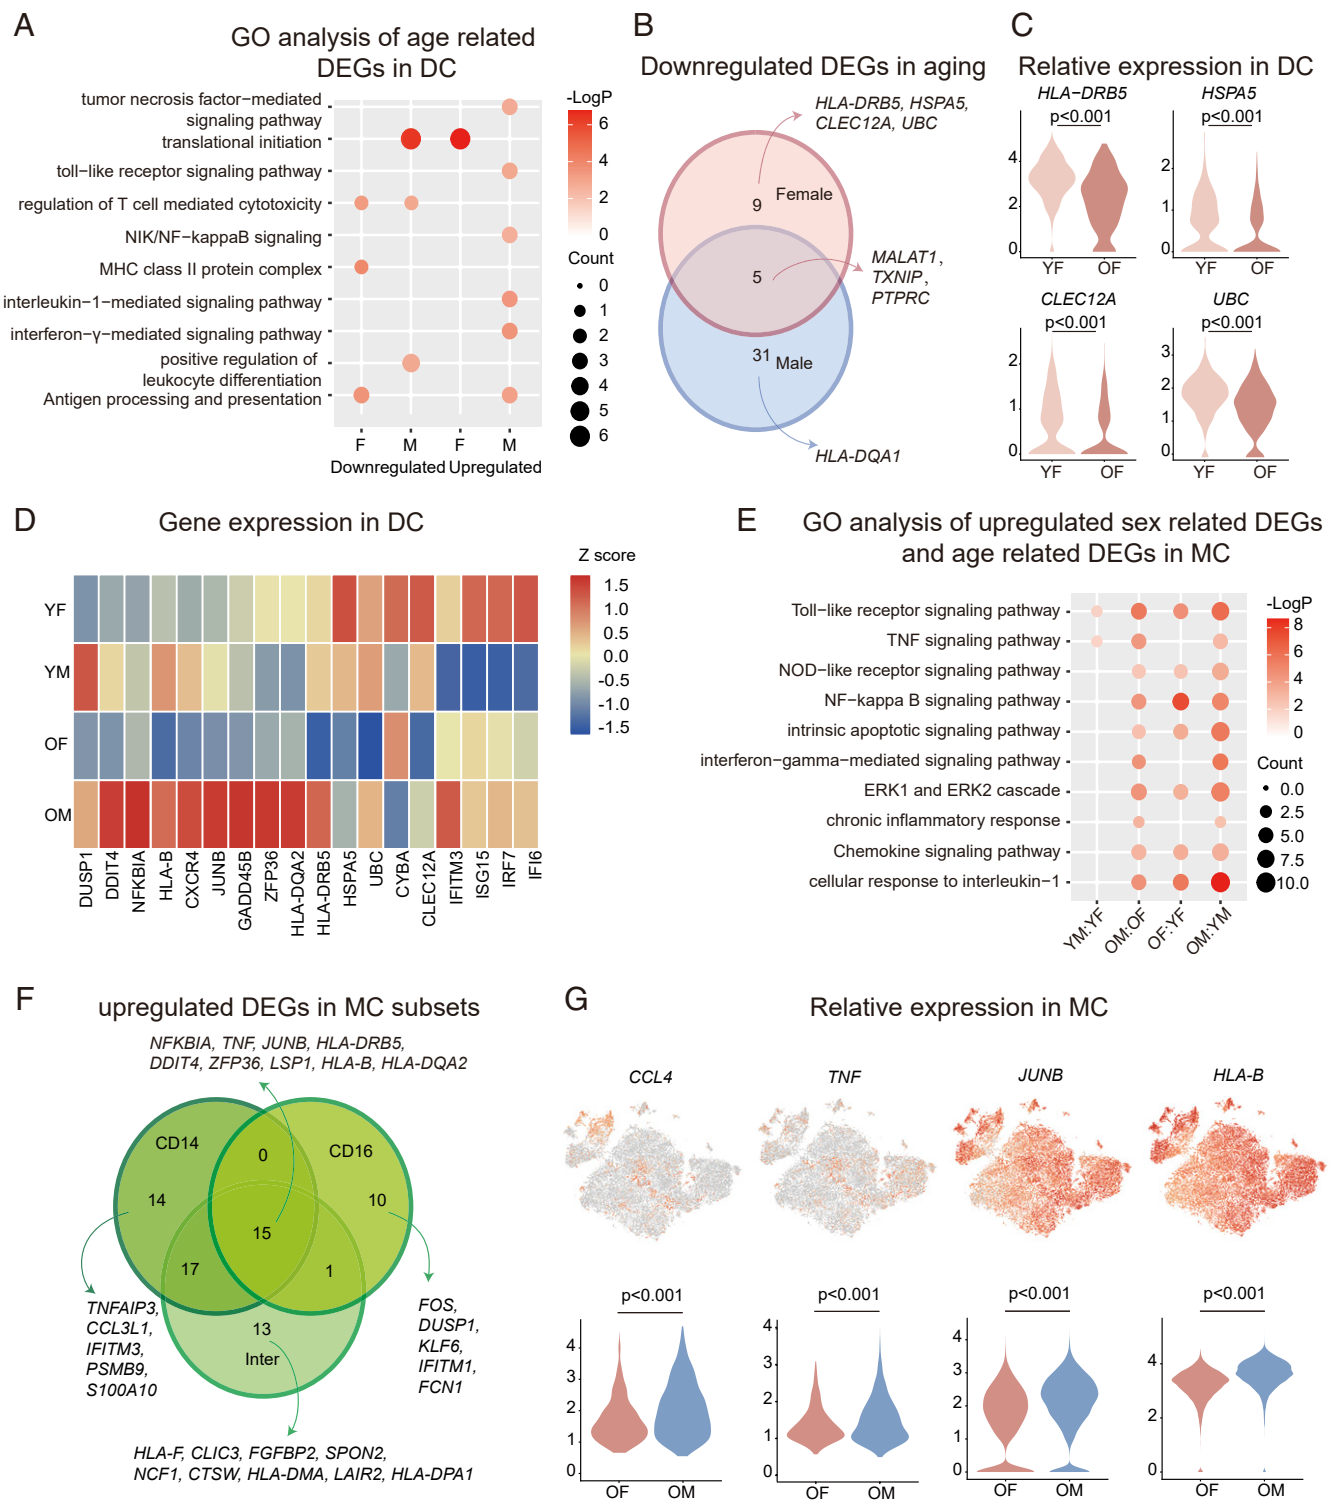 A
GO analysis of age related
DEGs in DC
tumor necrosis factor−mediated
signaling pathway
translational initiation
toll−like receptor signaling pathway
regulation of T cell mediated cytotoxicity
NIK/NF−kappaB signaling
MHC class II protein complex
interleukin−1−mediated signaling pathway
interferon−γ−mediated signaling pathway
positive regulation of
leukocyte differentiation
Antigen processing and presentation
F M F M
Downregulated Upregulated
-LogP
6
4
2
0
Count
0
1
2
3
4
5
6
B
Downregulated DEGs in aging
HLA-DRB5, HSPA5,
CLEC12A, UBC
9 Female
5
MALAT1,
TXNIP,
PTPRC
31 Male
HLA-DQA1
C
Relative expression in DC
HLA−DRB5
p<0.001
4
2
0
YF OF
HSPA5
p<0.001
2
1
0
YF OF
CLEC12A
p<0.001
2
1
0
YF OF
UBC
p<0.001
3
2
1
0
YF OF
D
Gene expression in DC
YF
YM
OF
OM
DUSP1
DDIT4
NFKBIA
HLA-B
CXCR4
JUNB
GADD45B
ZFP36
HLA-DQA2
HLA-DRB5
HSPA5
UBC
CYBA
CLEC12A
IFITM3
ISG15
IRF7
IFI6
Z score
1.5
1.0
0.5
0.0
-0.5
-1.0
-1.5
E
GO analysis of upregulated sex related DEGs
and age related DEGs in MC
Toll−like receptor signaling pathway
TNF signaling pathway
NOD−like receptor signaling pathway
NF−kappa B signaling pathway
intrinsic apoptotic signaling pathway
interferon−gamma−mediated signaling pathway
ERK1 and ERK2 cascade
chronic inflammatory response
Chemokine signaling pathway
cellular response to interleukin−1
YM:YF
OM:OF
OF:YF
OM:YM
-LogP
8
6
4
2
0
Count
0.0
2.5
5.0
7.5
10.0
F
upregulated DEGs in MC subsets
NFKBIA, TNF, JUNB, HLA-DRB5,
DDIT4, ZFP36, LSP1, HLA-B, HLA-DQA2
CD14
0
CD16
14
10
15
17
1
13
Inter
TNFAIP3,
CCL3L1,
IFITM3,
PSMB9,
S100A10
FOS,
DUSP1,
KLF6,
IFITM1,
FCN1
HLA-F, CLIC3, FGFBP2, SPON2,
NCF1, CTSW, HLA-DMA, LAIR2, HLA-DPA1
G
Relative expression in MC
CCL4
TNF
JUNB
HLA-B
p<0.001
4
3
2
1
0
OF OM
p<0.001
4
3
2
1
0
OF OM
p<0.001
4
3
2
1
0
OF OM
p<0.001
4
2
0
OF OM